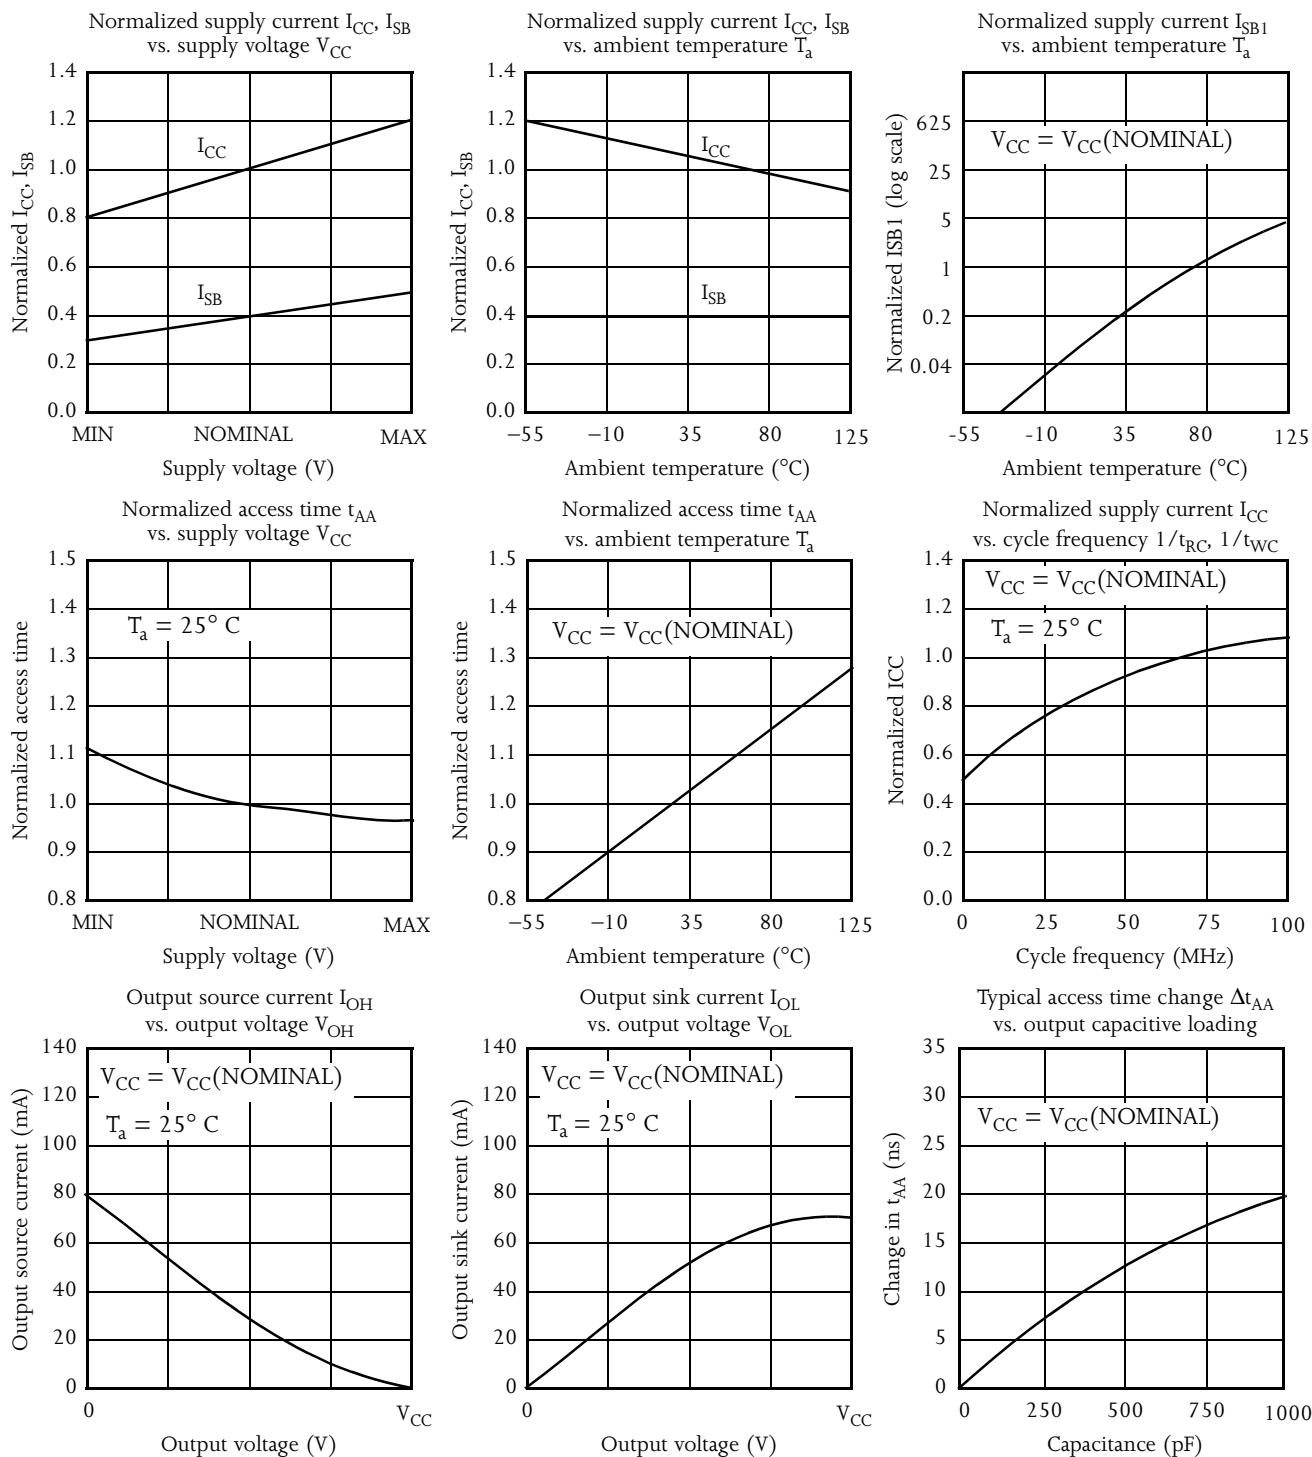 Normalized supply current I_CC, I_SB
vs. supply voltage V_CC
1.4
1.2
1.0
0.8
0.6
0.4
0.2
0.0
Normalized I_CC, I_SB
I_CC
I_SB
MIN NOMINAL MAX
Supply voltage (V)
Normalized supply current I_CC, I_SB
vs. ambient temperature T_a
1.4
1.2
1.0
0.8
0.6
0.4
0.2
0.0
Normalized I_CC, I_SB
I_CC
I_SB
−55 −10 35 80 125
Ambient temperature (°C)
Normalized supply current I_SB1
vs. ambient temperature T_a
625
25
5
1
0.2
0.04
Normalized ISB1 (log scale)
V_CC = V_CC(NOMINAL)
-55 -10 35 80 125
Ambient temperature (°C)
Normalized access time t_AA
vs. supply voltage V_CC
1.5
1.4
1.3
1.2
1.1
1.0
0.9
0.8
Normalized access time
T_a = 25° C
MIN NOMINAL MAX
Supply voltage (V)
Normalized access time t_AA
vs. ambient temperature T_a
1.5
1.4
1.3
1.2
1.1
1.0
0.9
0.8
Normalized access time
V_CC = V_CC(NOMINAL)
−55 −10 35 80 125
Ambient temperature (°C)
Normalized supply current I_CC
vs. cycle frequency 1/t_RC, 1/t_WC
1.4
1.2
1.0
0.8
0.6
0.4
0.2
0.0
Normalized ICC
V_CC = V_CC(NOMINAL)
T_a = 25° C
0 25 50 75 100
Cycle frequency (MHz)
Output source current I_OH
vs. output voltage V_OH
140
120
100
80
60
40
20
0
Output source current (mA)
V_CC = V_CC(NOMINAL)
T_a = 25° C
0 V_CC
Output voltage (V)
Output sink current I_OL
vs. output voltage V_OL
140
120
100
80
60
40
20
0
Output sink current (mA)
V_CC = V_CC(NOMINAL)
T_a = 25° C
0 V_CC
Output voltage (V)
Typical access time change Δt_AA
vs. output capacitive loading
35
30
25
20
15
10
5
0
Change in t_AA (ns)
V_CC = V_CC(NOMINAL)
0 250 500 750 1000
Capacitance (pF)